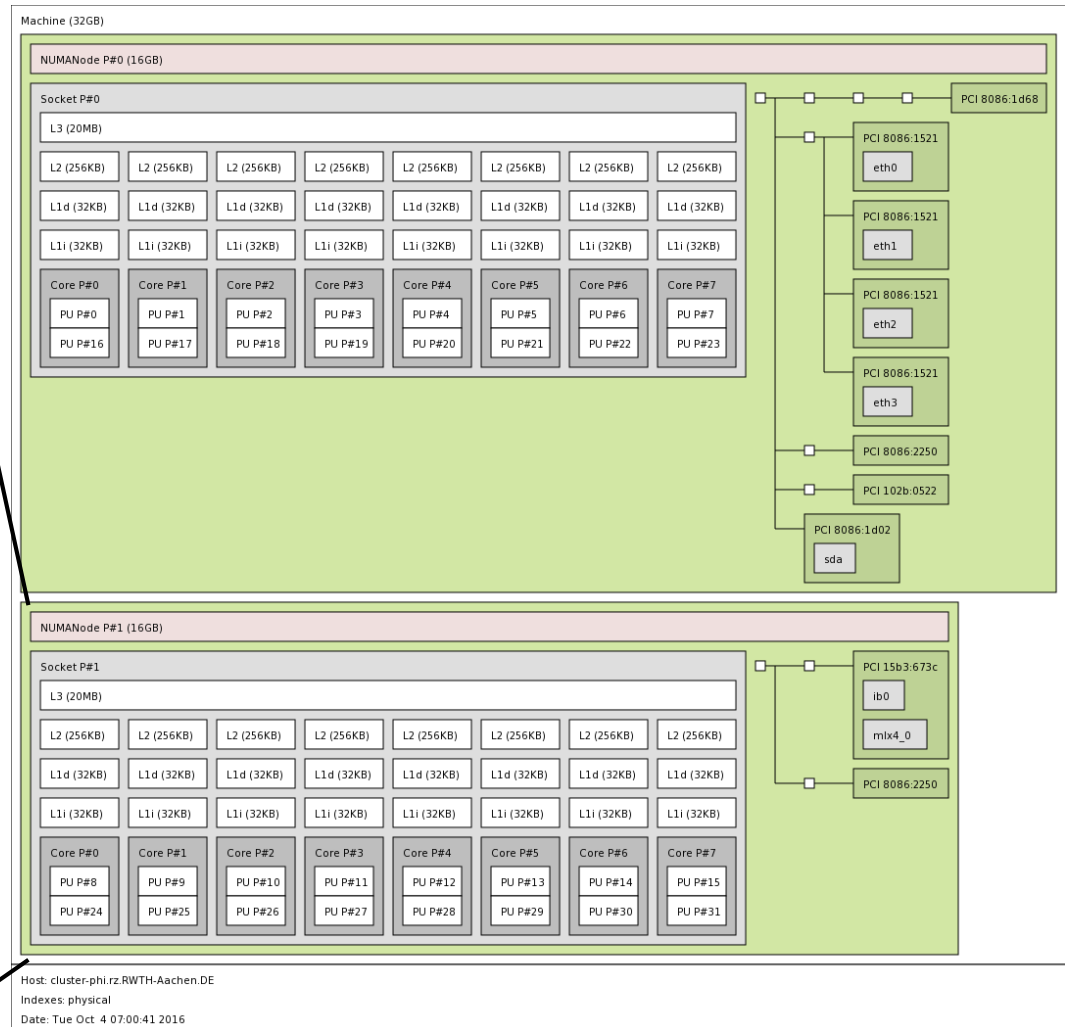 Machine (32GB)
NUMANode P#0 (16GB)
Socket P#0
L3 (20MB)
L2 (256KB) L2 (256KB) L2 (256KB) L2 (256KB) L2 (256KB) L2 (256KB) L2 (256KB) L2 (256KB)
L1d (32KB) L1d (32KB) L1d (32KB) L1d (32KB) L1d (32KB) L1d (32KB) L1d (32KB) L1d (32KB)
L1i (32KB) L1i (32KB) L1i (32KB) L1i (32KB) L1i (32KB) L1i (32KB) L1i (32KB) L1i (32KB)
Core P#0 Core P#1 Core P#2 Core P#3 Core P#4 Core P#5 Core P#6 Core P#7
PU P#0 PU P#1 PU P#2 PU P#3 PU P#4 PU P#5 PU P#6 PU P#7
PU P#16 PU P#17 PU P#18 PU P#19 PU P#20 PU P#21 PU P#22 PU P#23
PCI 8086:1d68
PCI 8086:1521
eth0
PCI 8086:1521
eth1
PCI 8086:1521
eth2
PCI 8086:1521
eth3
PCI 8086:2250
PCI 102b:0522
PCI 8086:1d02
sda
NUMANode P#1 (16GB)
Socket P#1
L3 (20MB)
L2 (256KB) L2 (256KB) L2 (256KB) L2 (256KB) L2 (256KB) L2 (256KB) L2 (256KB) L2 (256KB)
L1d (32KB) L1d (32KB) L1d (32KB) L1d (32KB) L1d (32KB) L1d (32KB) L1d (32KB) L1d (32KB)
L1i (32KB) L1i (32KB) L1i (32KB) L1i (32KB) L1i (32KB) L1i (32KB) L1i (32KB) L1i (32KB)
Core P#0 Core P#1 Core P#2 Core P#3 Core P#4 Core P#5 Core P#6 Core P#7
PU P#8 PU P#9 PU P#10 PU P#11 PU P#12 PU P#13 PU P#14 PU P#15
PU P#24 PU P#25 PU P#26 PU P#27 PU P#28 PU P#29 PU P#30 PU P#31
PCI 15b3:673c
ib0
mlx4_0
PCI 8086:2250
Host: cluster-phi.rz.RWTH-Aachen.DE
Indexes: physical
Date: Tue Oct 4 07:00:41 2016